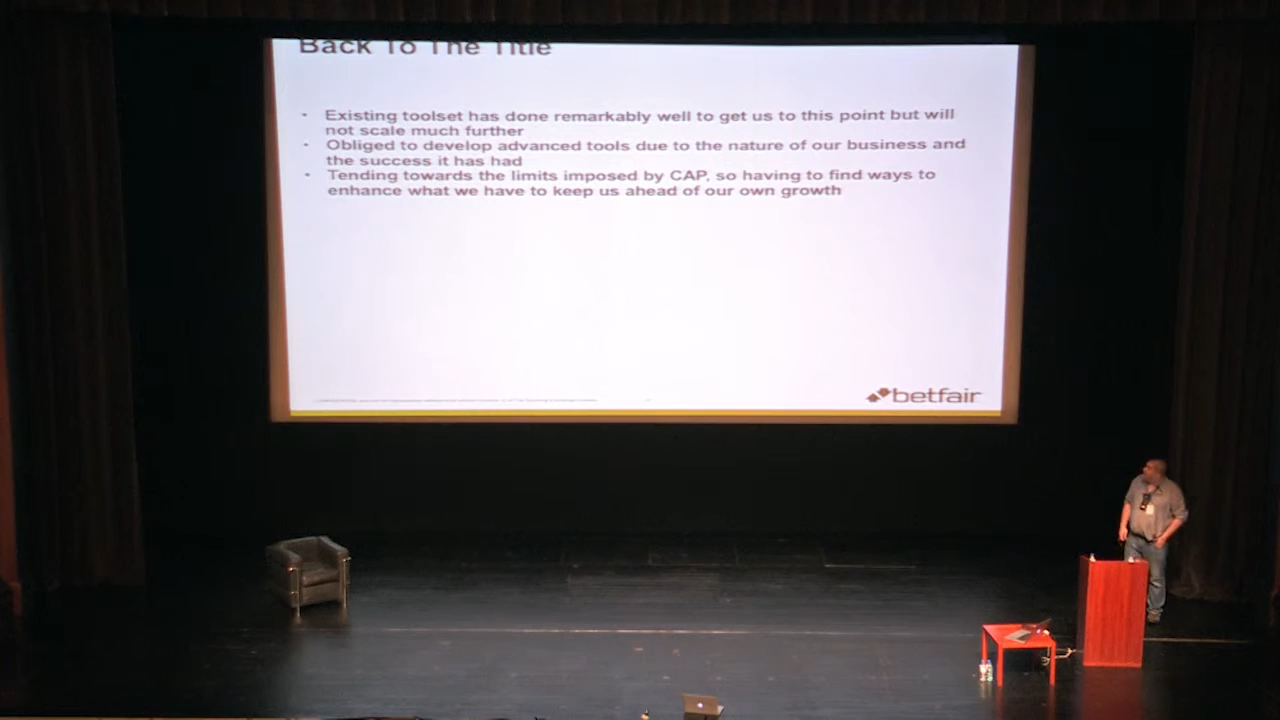 Back To The Title
• Existing toolset has done remarkably well to get us to this point but will
not scale much further
• Obliged to develop advanced tools due to the nature of our business and
the success it has had
• Tending towards the limits imposed by CAP, so having to find ways to
enhance what we have to keep us ahead of our own growth
betfair